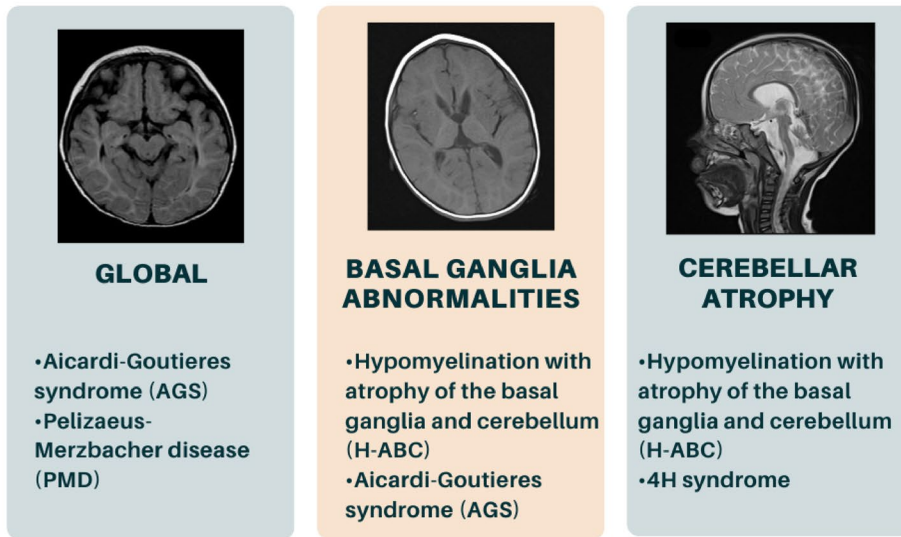 GLOBAL
•Aicardi-Goutieres
syndrome (AGS)
•Pelizaeus-
Merzbacher disease
(PMD)
BASAL GANGLIA
ABNORMALITIES
•Hypomyelination with
atrophy of the basal
ganglia and cerebellum
(H-ABC)
•Aicardi-Goutieres
syndrome (AGS)
CEREBELLAR
ATROPHY
•Hypomyelination with
atrophy of the basal
ganglia and cerebellum
(H-ABC)
•4H syndrome